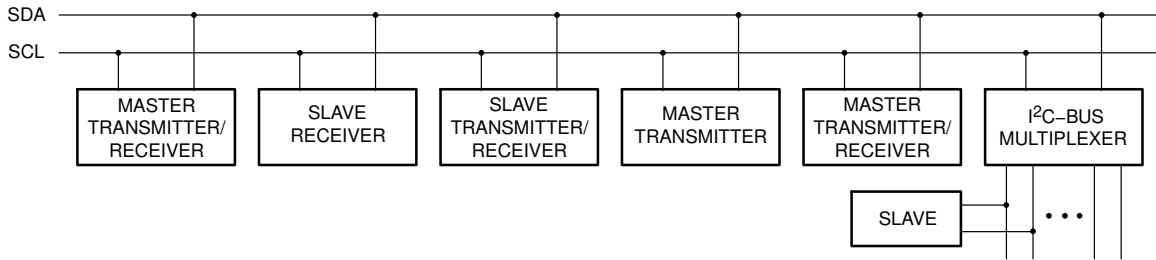 SDA
SCL
MASTER
TRANSMITTER/
RECEIVER
SLAVE
RECEIVER
SLAVE
TRANSMITTER/
RECEIVER
MASTER
TRANSMITTER
MASTER
TRANSMITTER/
RECEIVER
I²C–BUS
MULTIPLEXER
SLAVE